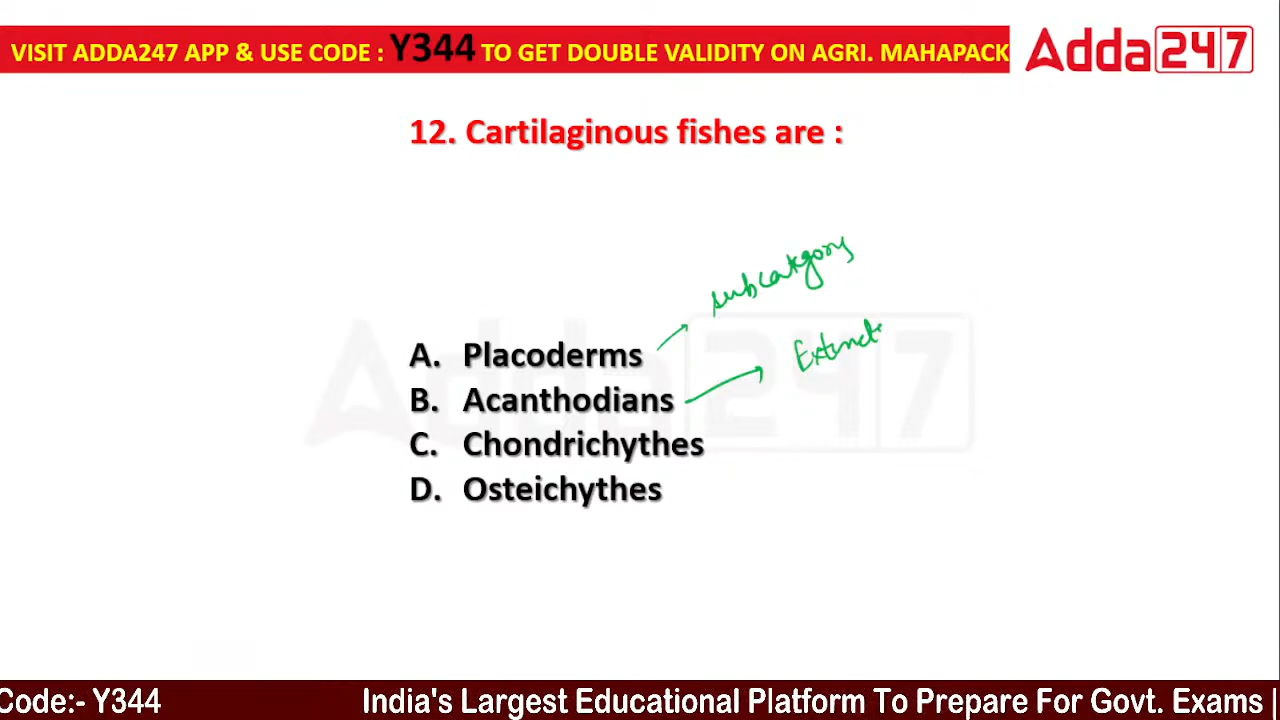 VISIT ADDA247 APP & USE CODE : Y344 TO GET DOUBLE VALIDITY ON AGRI. MAHAPACK
Adda247
12. Cartilaginous fishes are :
subcategory
Extinct
A. Placoderms
B. Acanthodians
C. Chondrichythes
D. Osteichythes
Adda247
Code:- Y344 India's Largest Educational Platform To Prepare For Govt. Exams |